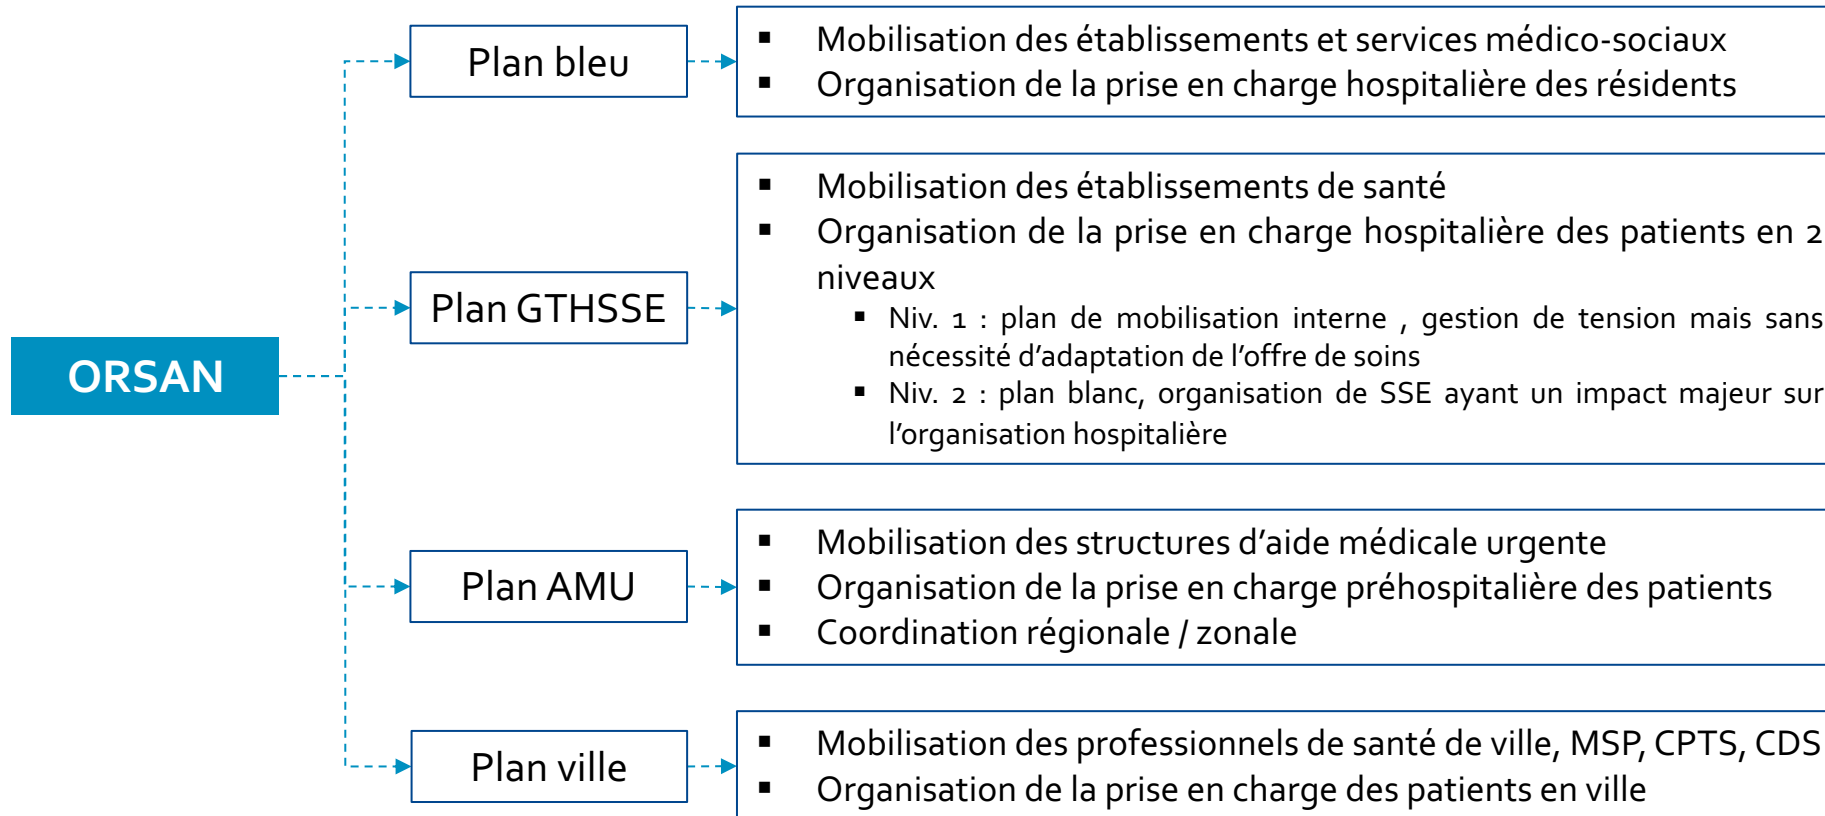 ORSAN
Plan bleu
▪ Mobilisation des établissements et services médico-sociaux
▪ Organisation de la prise en charge hospitalière des résidents
Plan GTHSSE
▪ Mobilisation des établissements de santé
▪ Organisation de la prise en charge hospitalière des patients en 2
niveaux
▪ Niv. 1 : plan de mobilisation interne , gestion de tension mais sans
nécessité d’adaptation de l’offre de soins
▪ Niv. 2 : plan blanc, organisation de SSE ayant un impact majeur sur
l’organisation hospitalière
Plan AMU
▪ Mobilisation des structures d’aide médicale urgente
▪ Organisation de la prise en charge préhospitalière des patients
▪ Coordination régionale / zonale
Plan ville
▪ Mobilisation des professionnels de santé de ville, MSP, CPTS, CDS
▪ Organisation de la prise en charge des patients en ville